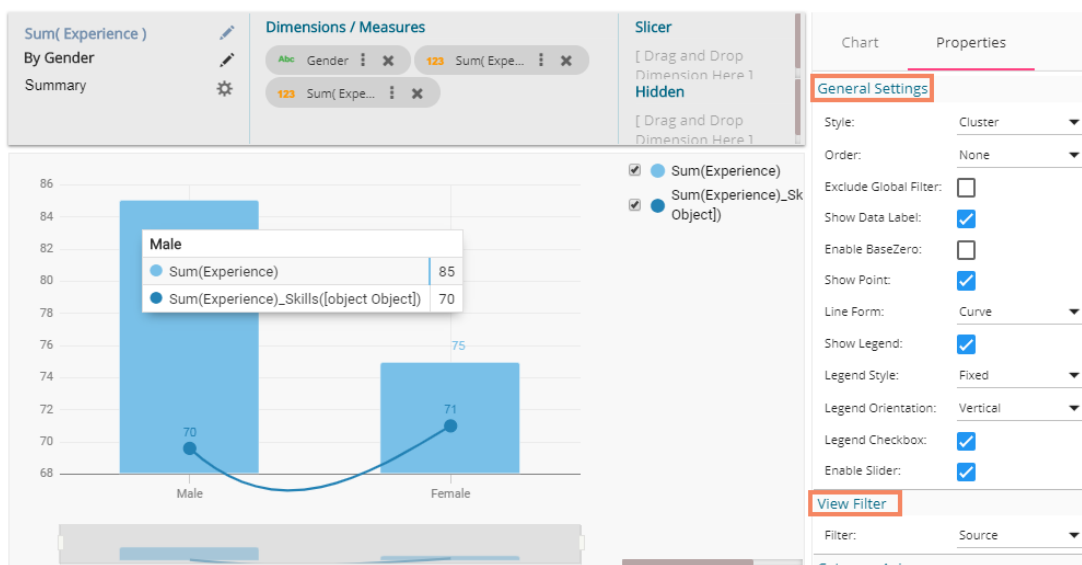 Sum( Experience )
By Gender
Summary
Dimensions / Measures
Abc Gender
123 Sum( Expe...
123 Sum( Expe...
Slicer
[ Drag and Drop
Dimension Here ]
Hidden
[ Drag and Drop
Dimension Here ]
Chart Properties
General Settings
Style: Cluster
Order: None
Exclude Global Filter:
Show Data Label:
Enable BaseZero:
Show Point:
Line Form: Curve
Show Legend:
Legend Style: Fixed
Legend Orientation: Vertical
Legend Checkbox:
Enable Slider:
View Filter
Filter: Source
Sum(Experience)
Sum(Experience)_Sk
Object])
86
84
82
80
78
76
74
72
70
68
Male
Sum(Experience) 85
Sum(Experience)_Skills([object Object]) 70
75
70
71
Male
Female